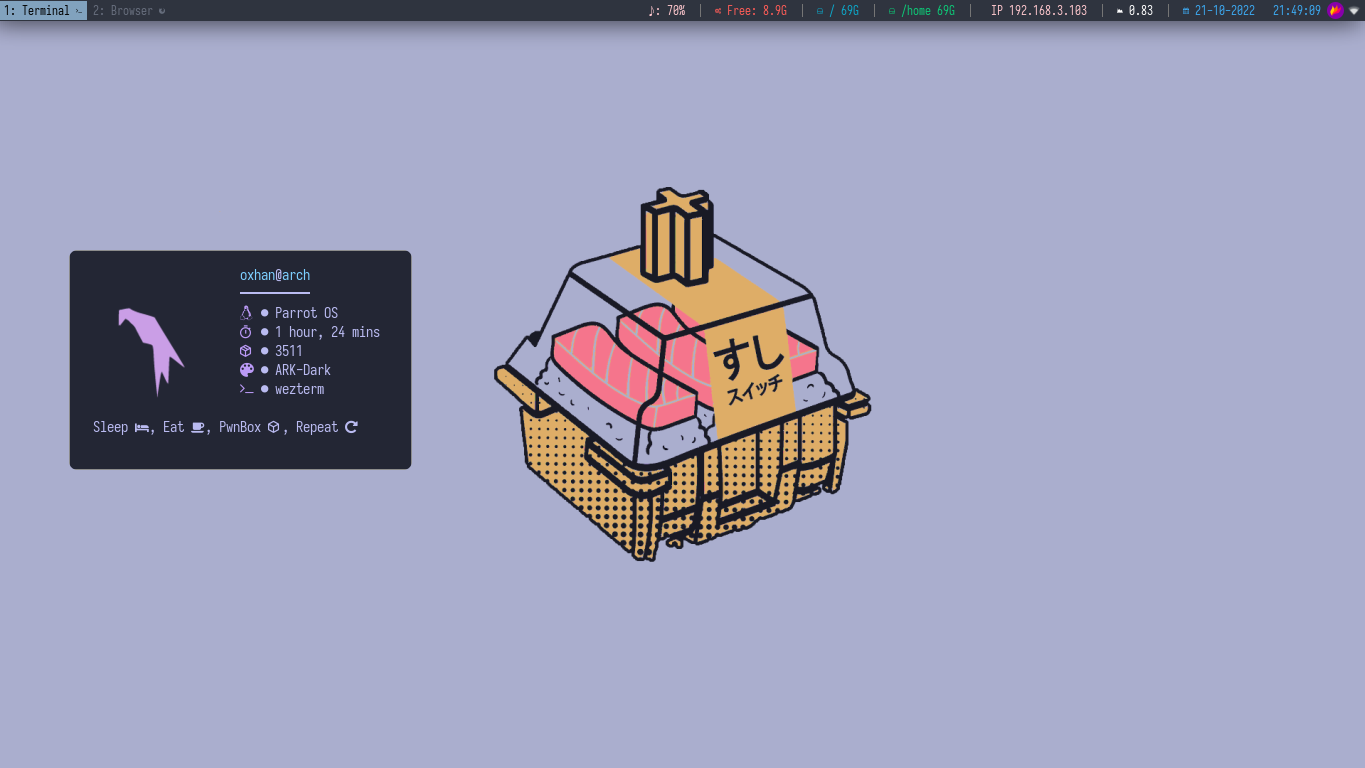 1: Terminal
2: Browser
♪: 70% | Free: 8.9G | / 69G | /home 69G | IP 192.168.3.103 | 0.83 | 21-10-2022 21:49:09
oxhan@arch
● Parrot OS
● 1 hour, 24 mins
● 3511
● ARK-Dark
● wezterm
Sleep , Eat , PwnBox , Repeat
すし
スイッチ